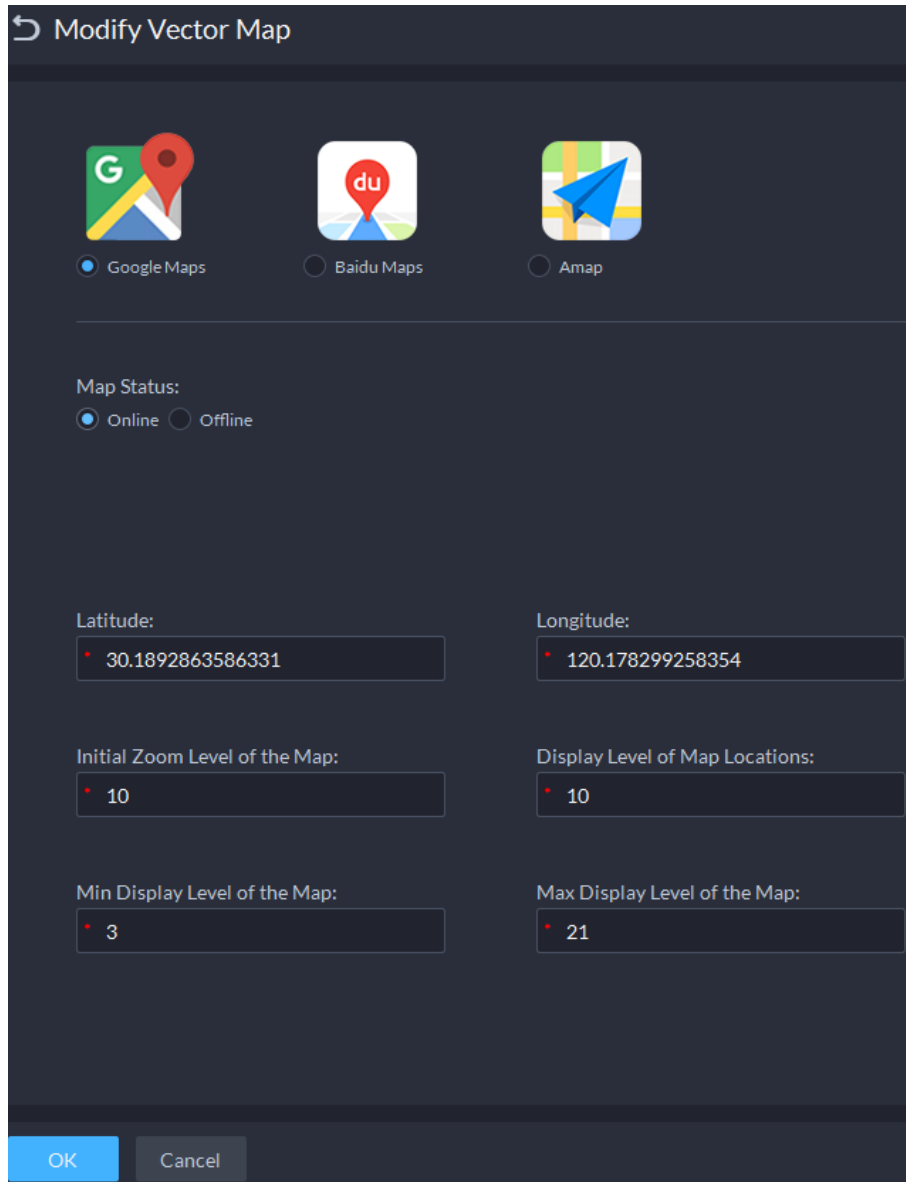 Modify Vector Map
G
du
Google Maps
Baidu Maps
Amap
Map Status:
Online
Offline
Latitude:
Longitude:
* 30.1892863586331
* 120.178299258354
Initial Zoom Level of the Map:
Display Level of Map Locations:
* 10
* 10
Min Display Level of the Map:
Max Display Level of the Map:
* 3
* 21
OK
Cancel